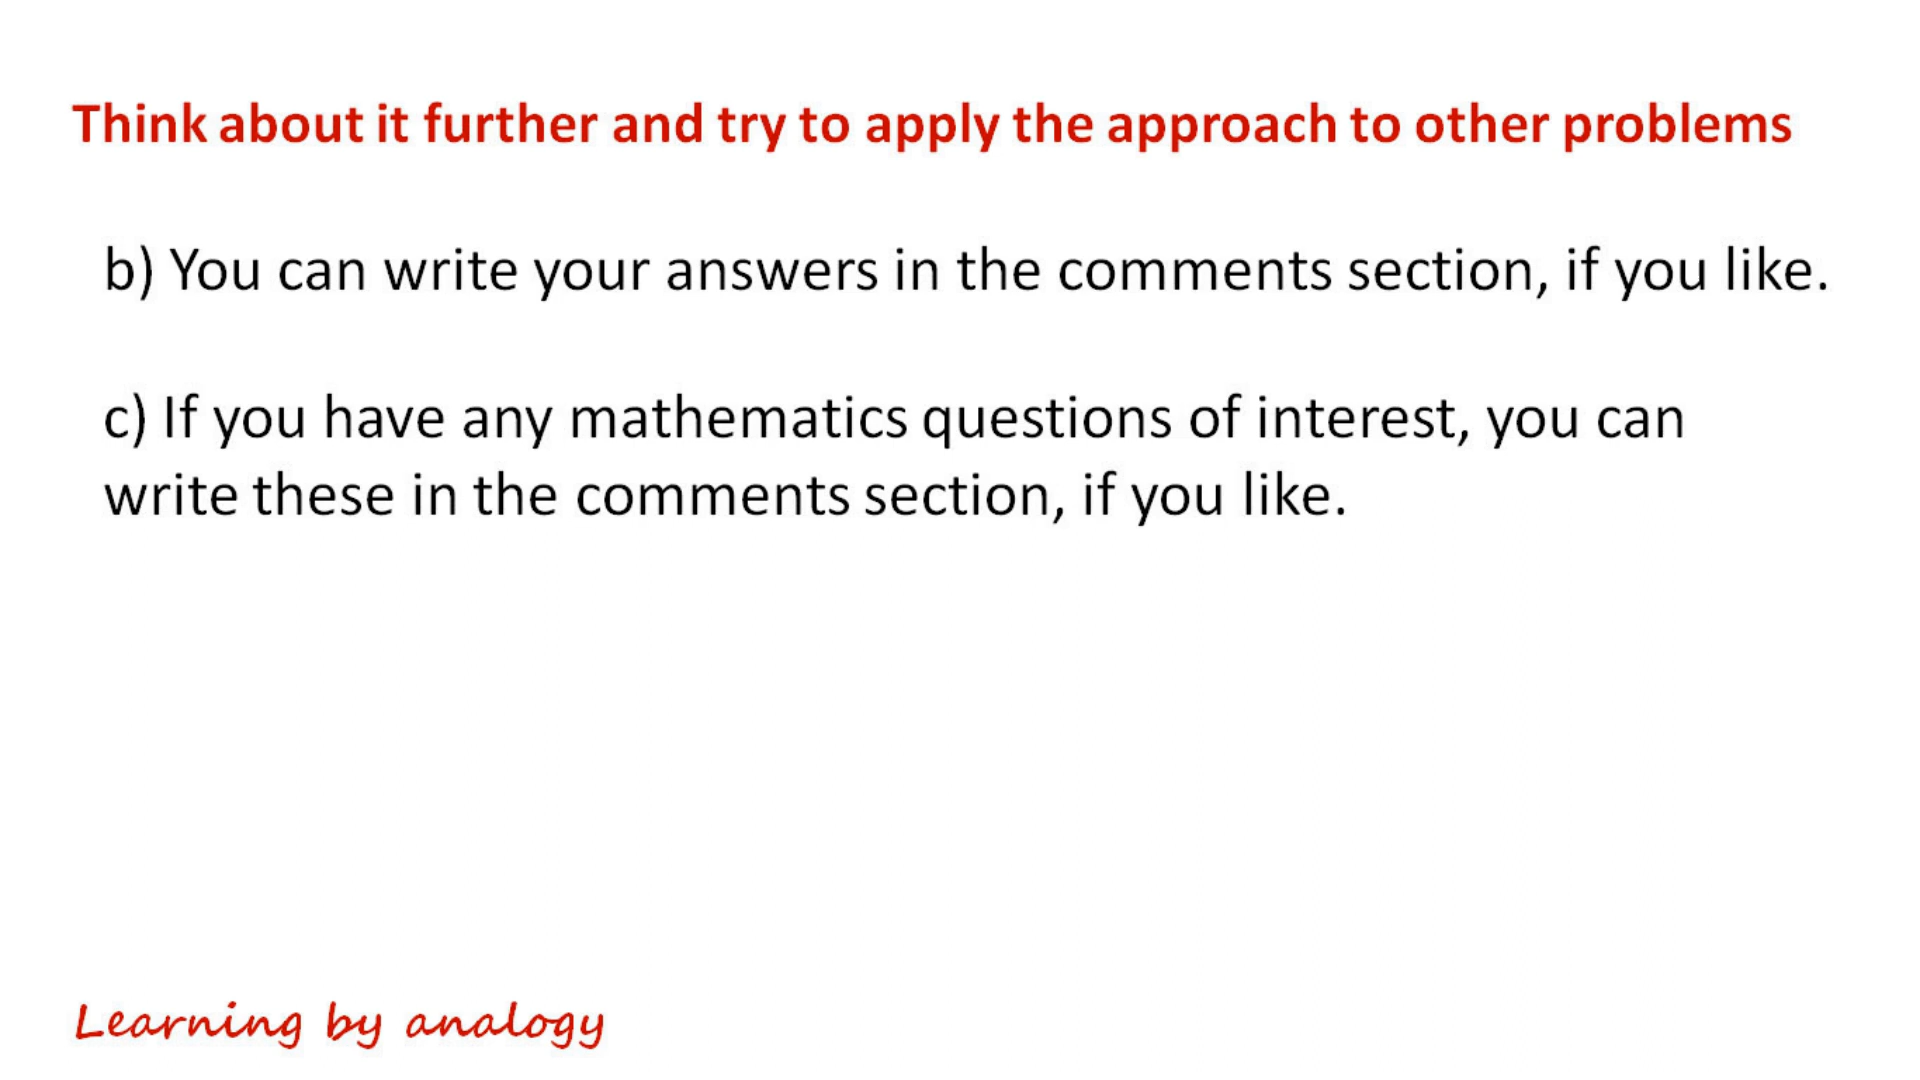 Think about it further and try to apply the approach to other problems
b) You can write your answers in the comments section, if you like.
c) If you have any mathematics questions of interest, you can
write these in the comments section, if you like.
Learning by analogy